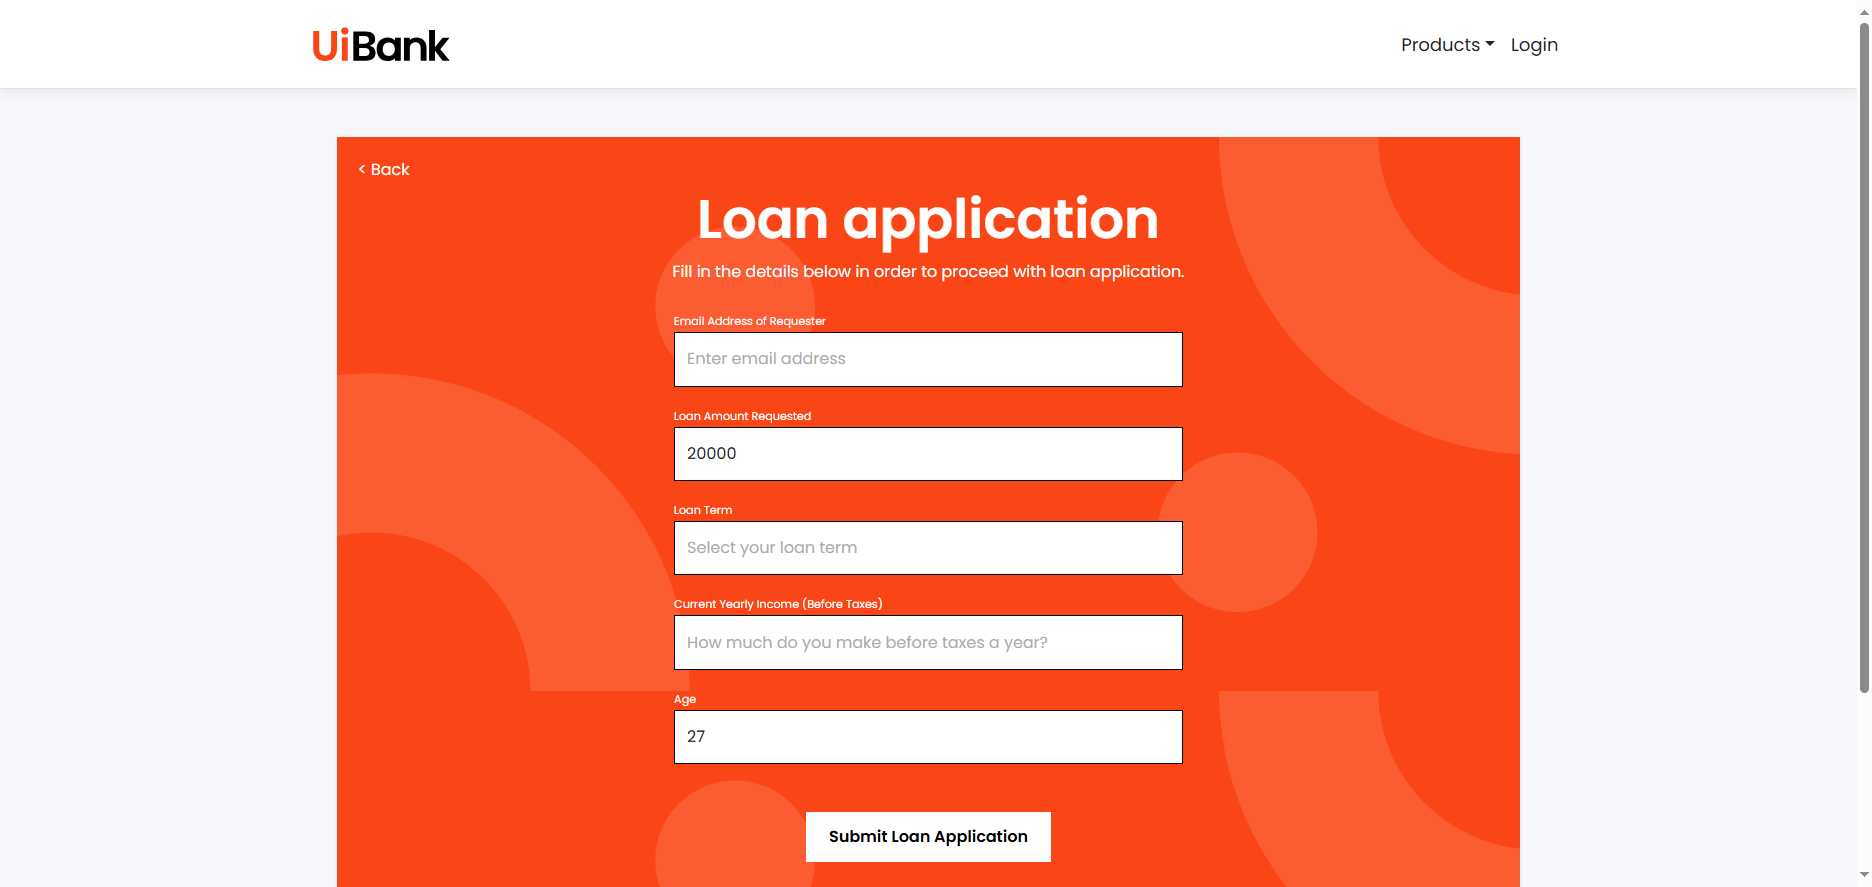 UiBank
Products Login
< Back
Loan application
Fill in the details below in order to proceed with loan application.
Email Address of Requester
Enter email address
Loan Amount Requested
20000
Loan Term
Select your loan term
Current Yearly Income (Before Taxes)
How much do you make before taxes a year?
Age
27
Submit Loan Application